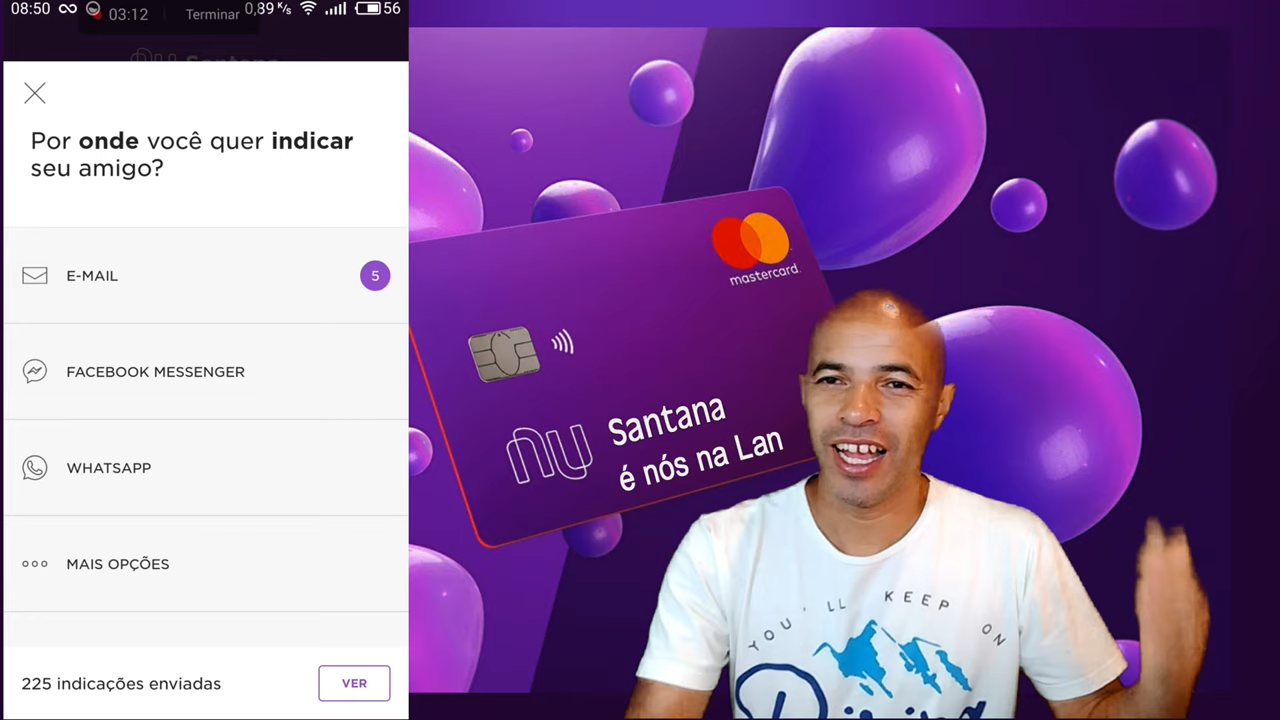 08:50
03:12
Terminar
0,89 K/s
56
Por onde você quer indicar
seu amigo?
E-MAIL
5
FACEBOOK MESSENGER
WHATSAPP
MAIS OPÇÕES
225 indicações enviadas
VER
mastercard.
nu
Santana
é nós na Lan
YOU'LL KEEP ON